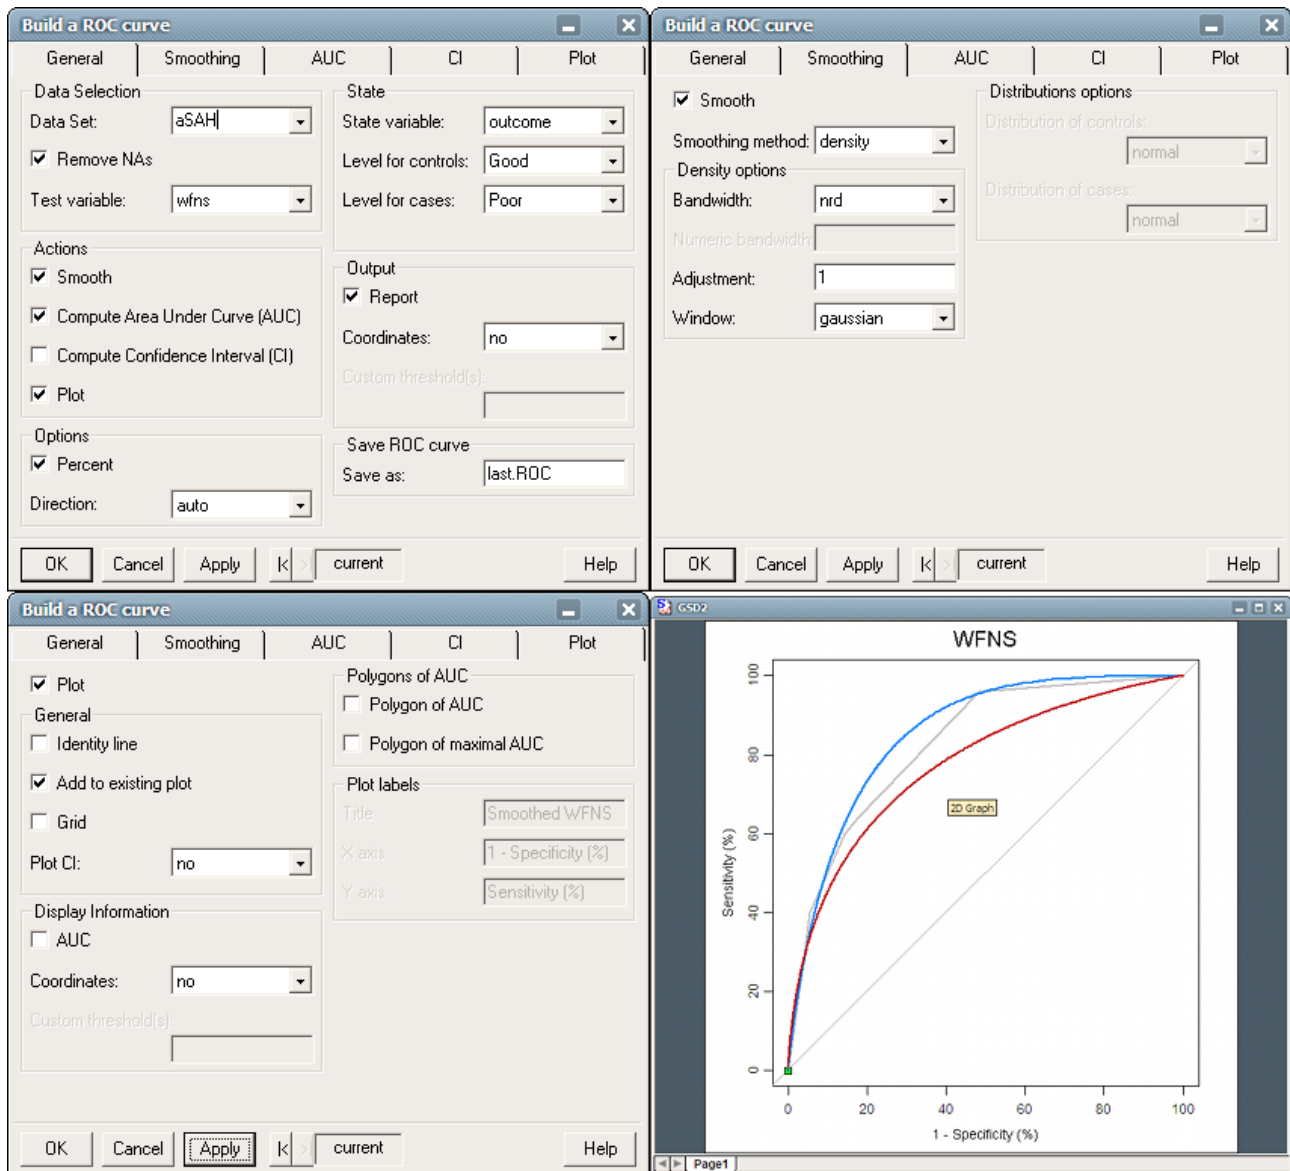 Build a ROC curve
General Smoothing AUC CI Plot
Data Selection
Data Set: aSAH
Remove NAs
Test variable: wfns
Actions
Smooth
Compute Area Under Curve (AUC)
Compute Confidence Interval (CI)
Plot
Options
Percent
Direction: auto
State
State variable: outcome
Level for controls: Good
Level for cases: Poor
Output
Report
Coordinates: no
Custom threshold(s):
Save ROC curve
Save as: last.ROC
OK Cancel Apply |< >| current Help
Build a ROC curve
General Smoothing AUC CI Plot
Smooth
Smoothing method: density
Density options
Bandwidth: nrd
Numeric bandwidth:
Adjustment: 1
Window: gaussian
Distributions options
Distribution of controls:
normal
Distribution of cases:
normal
OK Cancel Apply |< >| current Help
Build a ROC curve
General Smoothing AUC CI Plot
Plot
General
Identity line
Add to existing plot
Grid
Plot CI: no
Display Information
AUC
Coordinates: no
Custom threshold(s):
Polygons of AUC
Polygon of AUC
Polygon of maximal AUC
Plot labels
Title Smoothed WFNS
X axis 1 - Specificity (%)
Y axis Sensitivity (%)
OK Cancel Apply |< >| current Help
GSD2
WFNS
100
80
60
40
20
0
Sensitivity (%)
2D Graph
0 20 40 60 80 100
1 - Specificity (%)
Page1